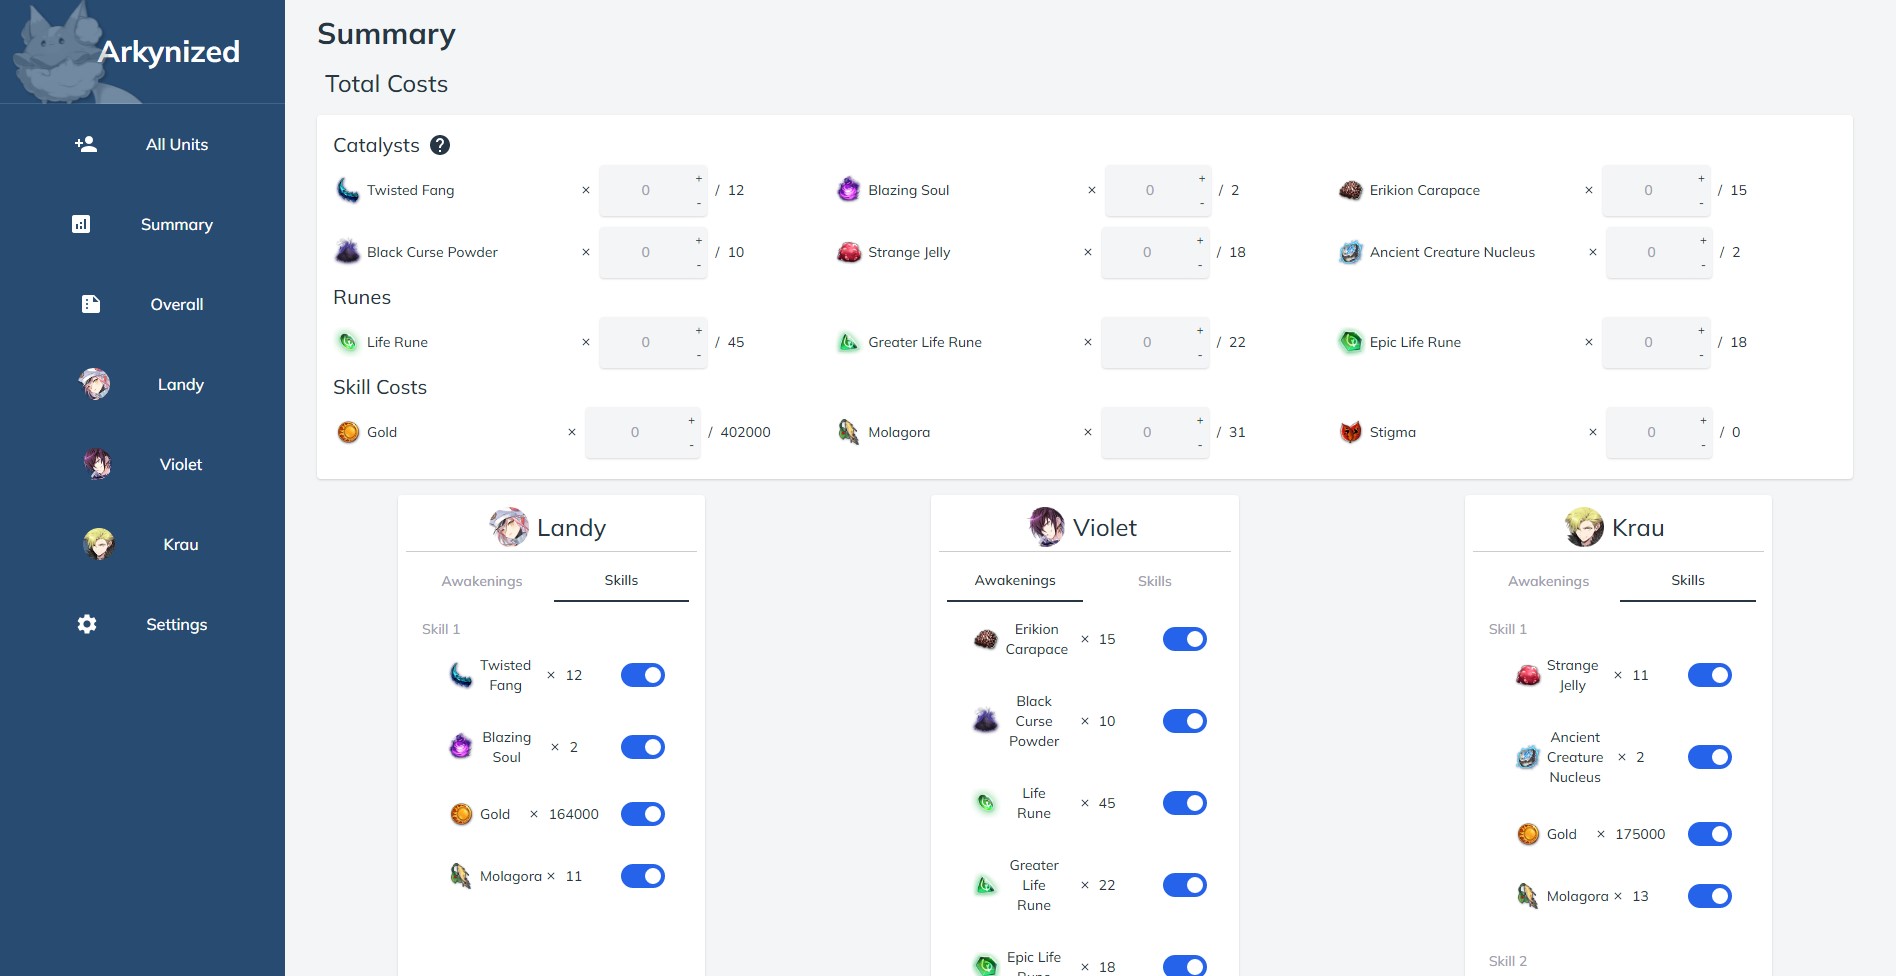 Arkynized
All Units
Summary
Overall
Landy
Violet
Krau
Settings
Summary
Total Costs
Catalysts ?
Twisted Fang × 0 + - / 12
Blazing Soul × 0 + - / 2
Erikion Carapace × 0 + - / 15
Black Curse Powder × 0 + - / 10
Strange Jelly × 0 + - / 18
Ancient Creature Nucleus × 0 + - / 2
Runes
Life Rune × 0 + - / 45
Greater Life Rune × 0 + - / 22
Epic Life Rune × 0 + - / 18
Skill Costs
Gold × 0 + - / 402000
Molagora × 0 + - / 31
Stigma × 0 + - / 0
Landy
Awakenings Skills
Skill 1
Twisted
Fang × 12
Blazing
Soul × 2
Gold × 164000
Molagora × 11
Violet
Awakenings Skills
Erikion
Carapace × 15
Black
Curse × 10
Powder
Life
Rune × 45
Greater
Life × 22
Rune
Epic Life × 18
Rune
Krau
Awakenings Skills
Skill 1
Strange
Jelly × 11
Ancient
Creature × 2
Nucleus
Gold × 175000
Molagora × 13
Skill 2